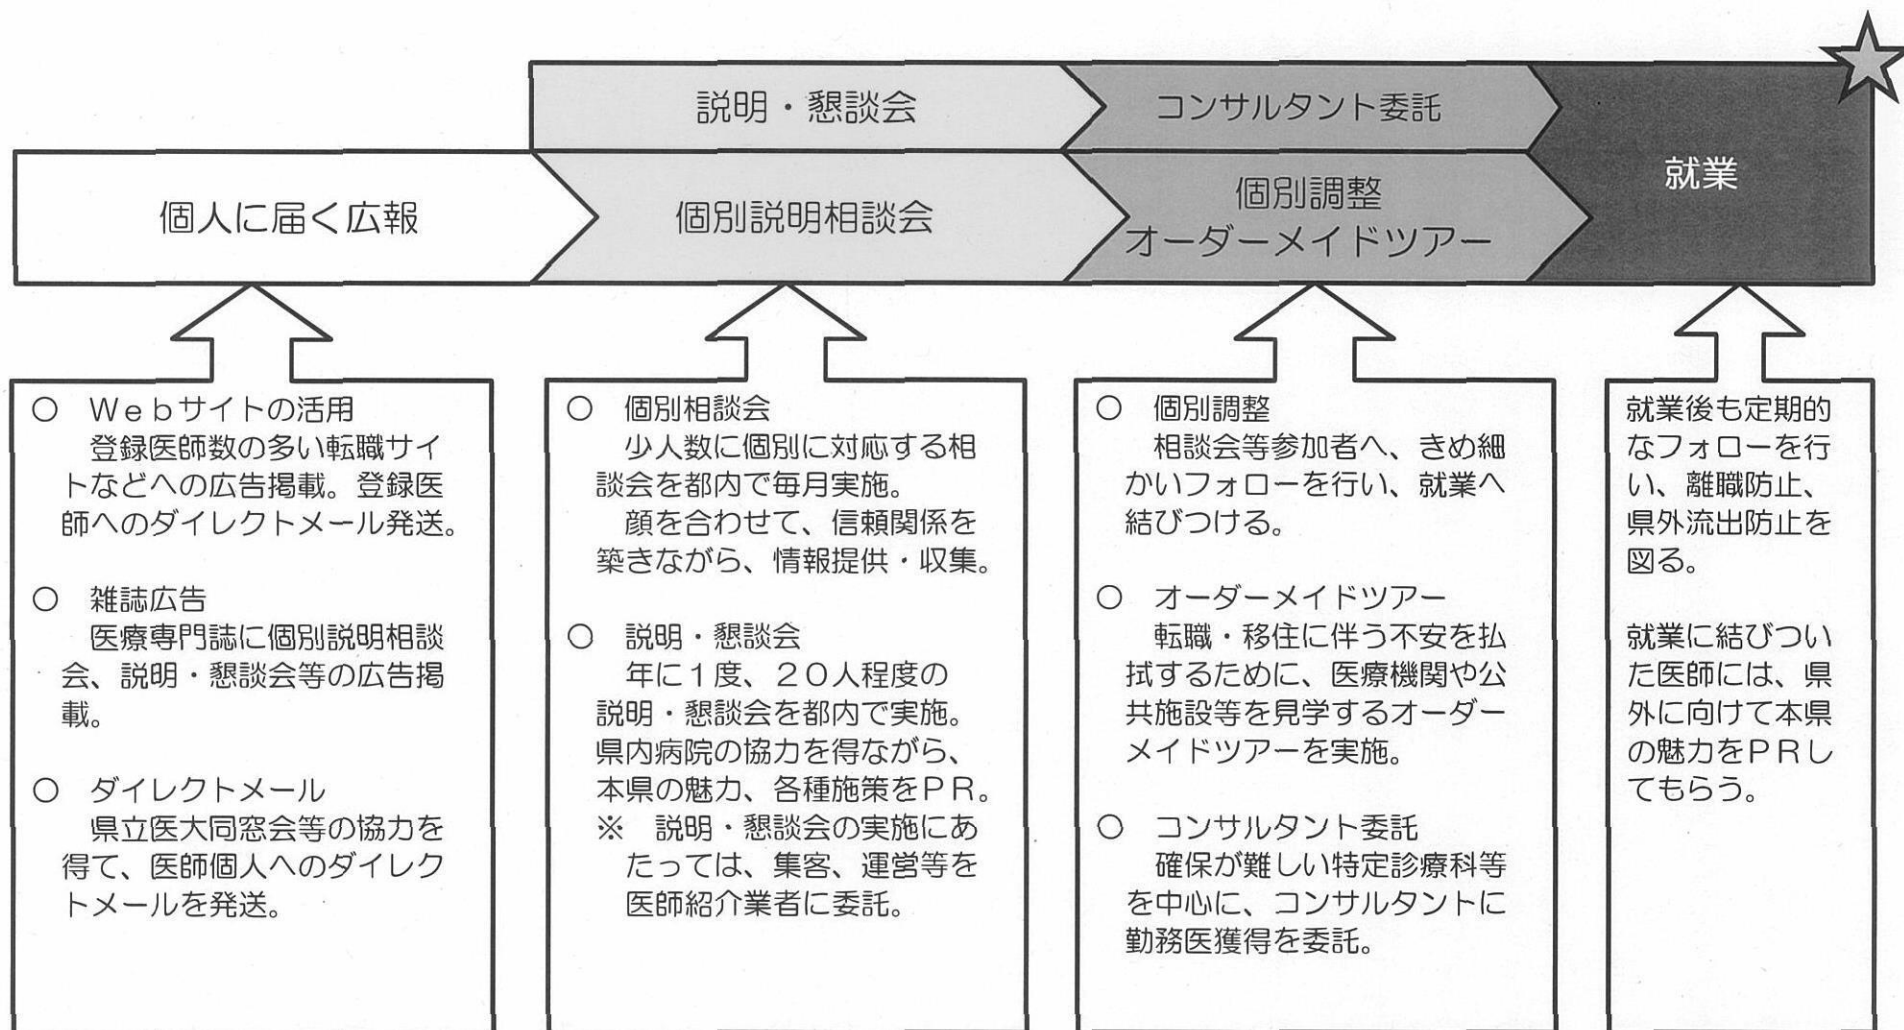 説明・懇談会
コンサルタント委託
就業
個人に届く広報
個別説明相談会
個別調整
オーダーメイドツアー
○ Ｗｅｂサイトの活用
登録医師数の多い転職サイ
トなどへの広告掲載。登録医
師へのダイレクトメール発送。
○ 雑誌広告
医療専門誌に個別説明相談
会、説明・懇談会等の広告掲
載。
○ ダイレクトメール
県立医大同窓会等の協力を
得て、医師個人へのダイレク
トメールを発送。
○ 個別相談会
少人数に個別に対応する相
談会を都内で毎月実施。
顔を合わせて、信頼関係を
築きながら、情報提供・収集。
○ 説明・懇談会
年に１度、２０人程度の
説明・懇談会を都内で実施。
県内病院の協力を得ながら、
本県の魅力、各種施策をＰＲ。
※ 説明・懇談会の実施にあ
たっては、集客、運営等を
医師紹介業者に委託。
○ 個別調整
相談会等参加者へ、きめ細
かいフォローを行い、就業へ
結びつける。
○ オーダーメイドツアー
転職・移住に伴う不安を払
拭するために、医療機関や公
共施設等を見学するオーダー
メイドツアーを実施。
○ コンサルタント委託
確保が難しい特定診療科等
を中心に、コンサルタントに
勤務医獲得を委託。
就業後も定期的
なフォローを行
い、離職防止、
県外流出防止を
図る。
就業に結びつい
た医師には、県
外に向けて本県
の魅力をＰＲし
てもらう。